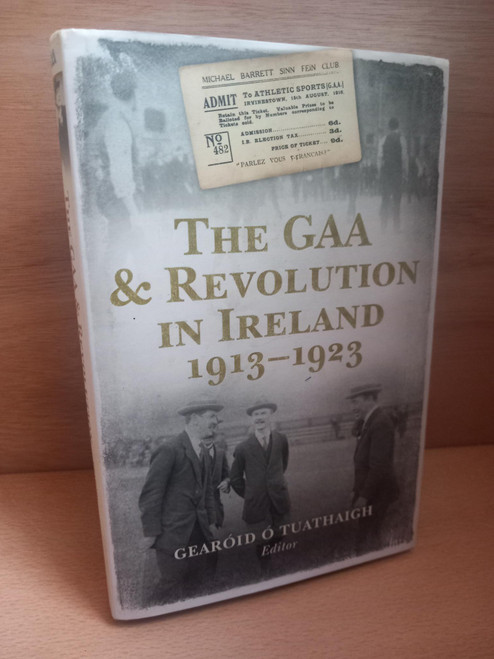 MICHAEL BARRETT SINN FEIN CLUB
ADMIT To ATHLETIC SPORTS (G.A.A.)
IRVINESTOWN, 15th AUGUST, 1918
Retain this Ticket. Valuable Prizes to be
Balloted for by Numbers corresponding to
Tickets sold.
No 482
ADMISSION 6d.
I.R. ELECTION TAX 3d.
PRICE OF TICKET 9d.
"PARLEZ VOUS FRANCAIS"
THE GAA
& REVOLUTION
IN IRELAND
1913–1923
GEARÓID Ó TUATHAIGH
Editor